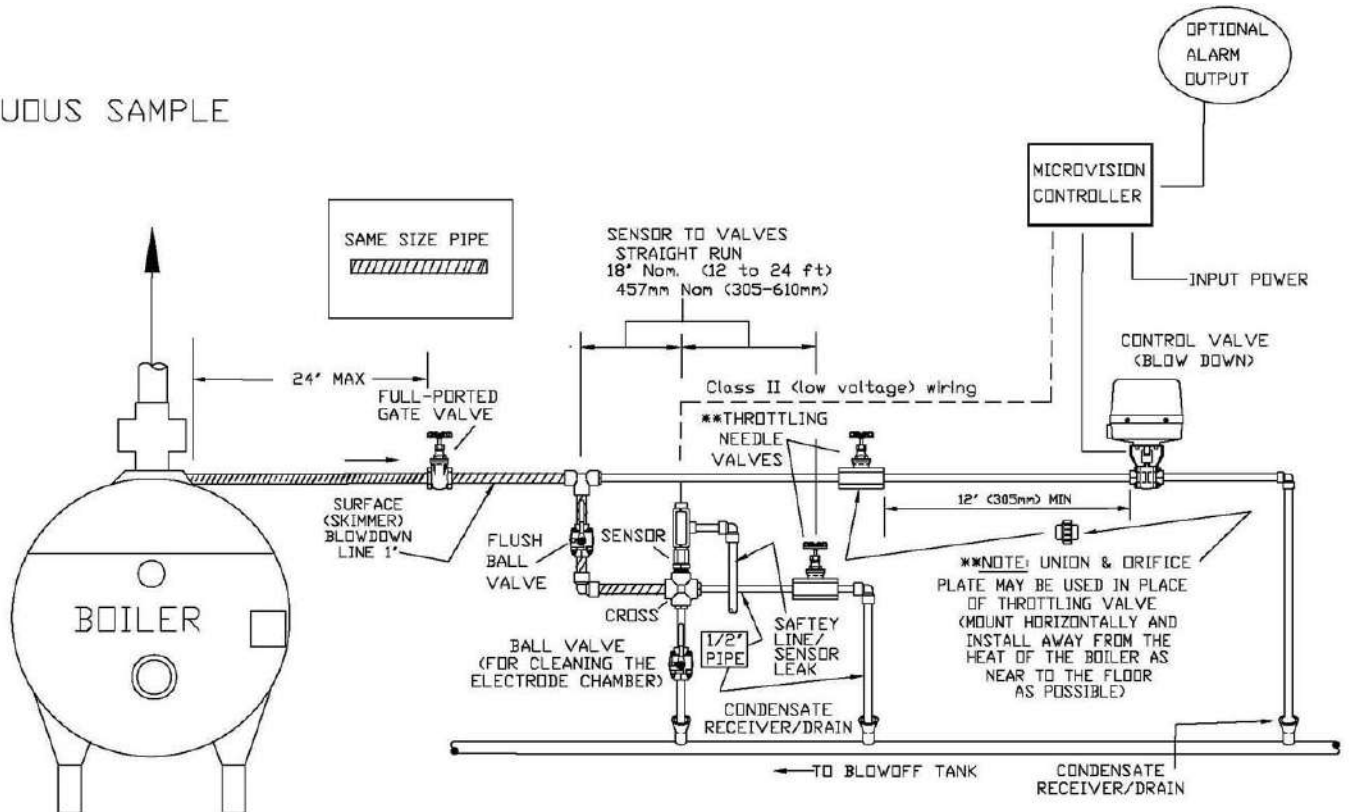 UOUS SAMPLE
OPTIONAL
ALARM
OUTPUT
MICROVISION
CONTROLLER
SAME SIZE PIPE
SENSOR TO VALVES
STRAIGHT RUN
18" Nom. (12 to 24 ft)
457mm Nom (305-610mm)
INPUT POWER
CONTROL VALVE
(BLOW DOWN)
24" MAX
FULL-PORTED
GATE VALVE
Class II (low voltage) wiring
**THROTTLING
NEEDLE
VALVES
12" (305mm) MIN
SURFACE
(SKIMMER)
BLOWDOWN
LINE 1"
FLUSH
BALL
VALVE
SENSOR
CROSS
**NOTE: UNION & ORIFICE
PLATE MAY BE USED IN PLACE
OF THROTTLING VALVE
(MOUNT HORIZONTALLY AND
INSTALL AWAY FROM THE
HEAT OF THE BOILER AS
NEAR TO THE FLOOR
AS POSSIBLE)
BOILER
BALL VALVE
(FOR CLEANING THE
ELECTRODE CHAMBER)
1/2"
PIPE
SAFTEY
LINE/
SENSOR
LEAK
CONDENSATE
RECEIVER/DRAIN
TO BLOWOFF TANK
CONDENSATE
RECEIVER/DRAIN